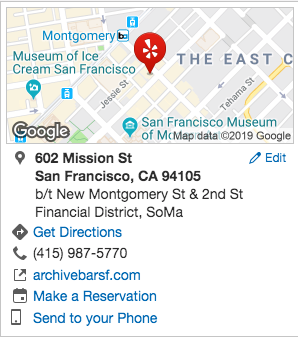 Montgomery
THE EAST C
Museum of Ice
Cream San Francisco
Jessie St
Tehama St
San Francisco Museum
of Mo
Google
Map data ©2019 Google
602 Mission St
Edit
San Francisco, CA 94105
b/t New Montgomery St & 2nd St
Financial District, SoMa
Get Directions
(415) 987-5770
archivebarsf.com
Make a Reservation
Send to your Phone